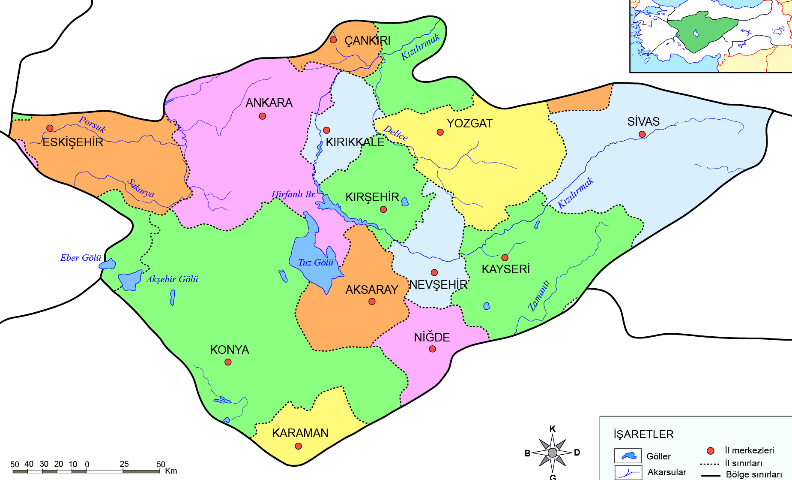 ÇANKIRI
Kızılırmak
ANKARA
Porsuk
ESKİŞEHİR
KIRIKKALE
Delice
YOZGAT
SİVAS
Sakarya
Hirfanlı Br.
KIRŞEHİR
Kızılırmak
Eber Gölü
Akşehir Gölü
Tuz Gölü
AKSARAY
NEVŞEHİR
KAYSERİ
Zamantı
KONYA
NİĞDE
KARAMAN
50 40 30 20 10 0 25 50 Km
K
B D
G
İŞARETLER
Göller
Akarsular
İl merkezleri
İl sınırları
Bölge sınırları